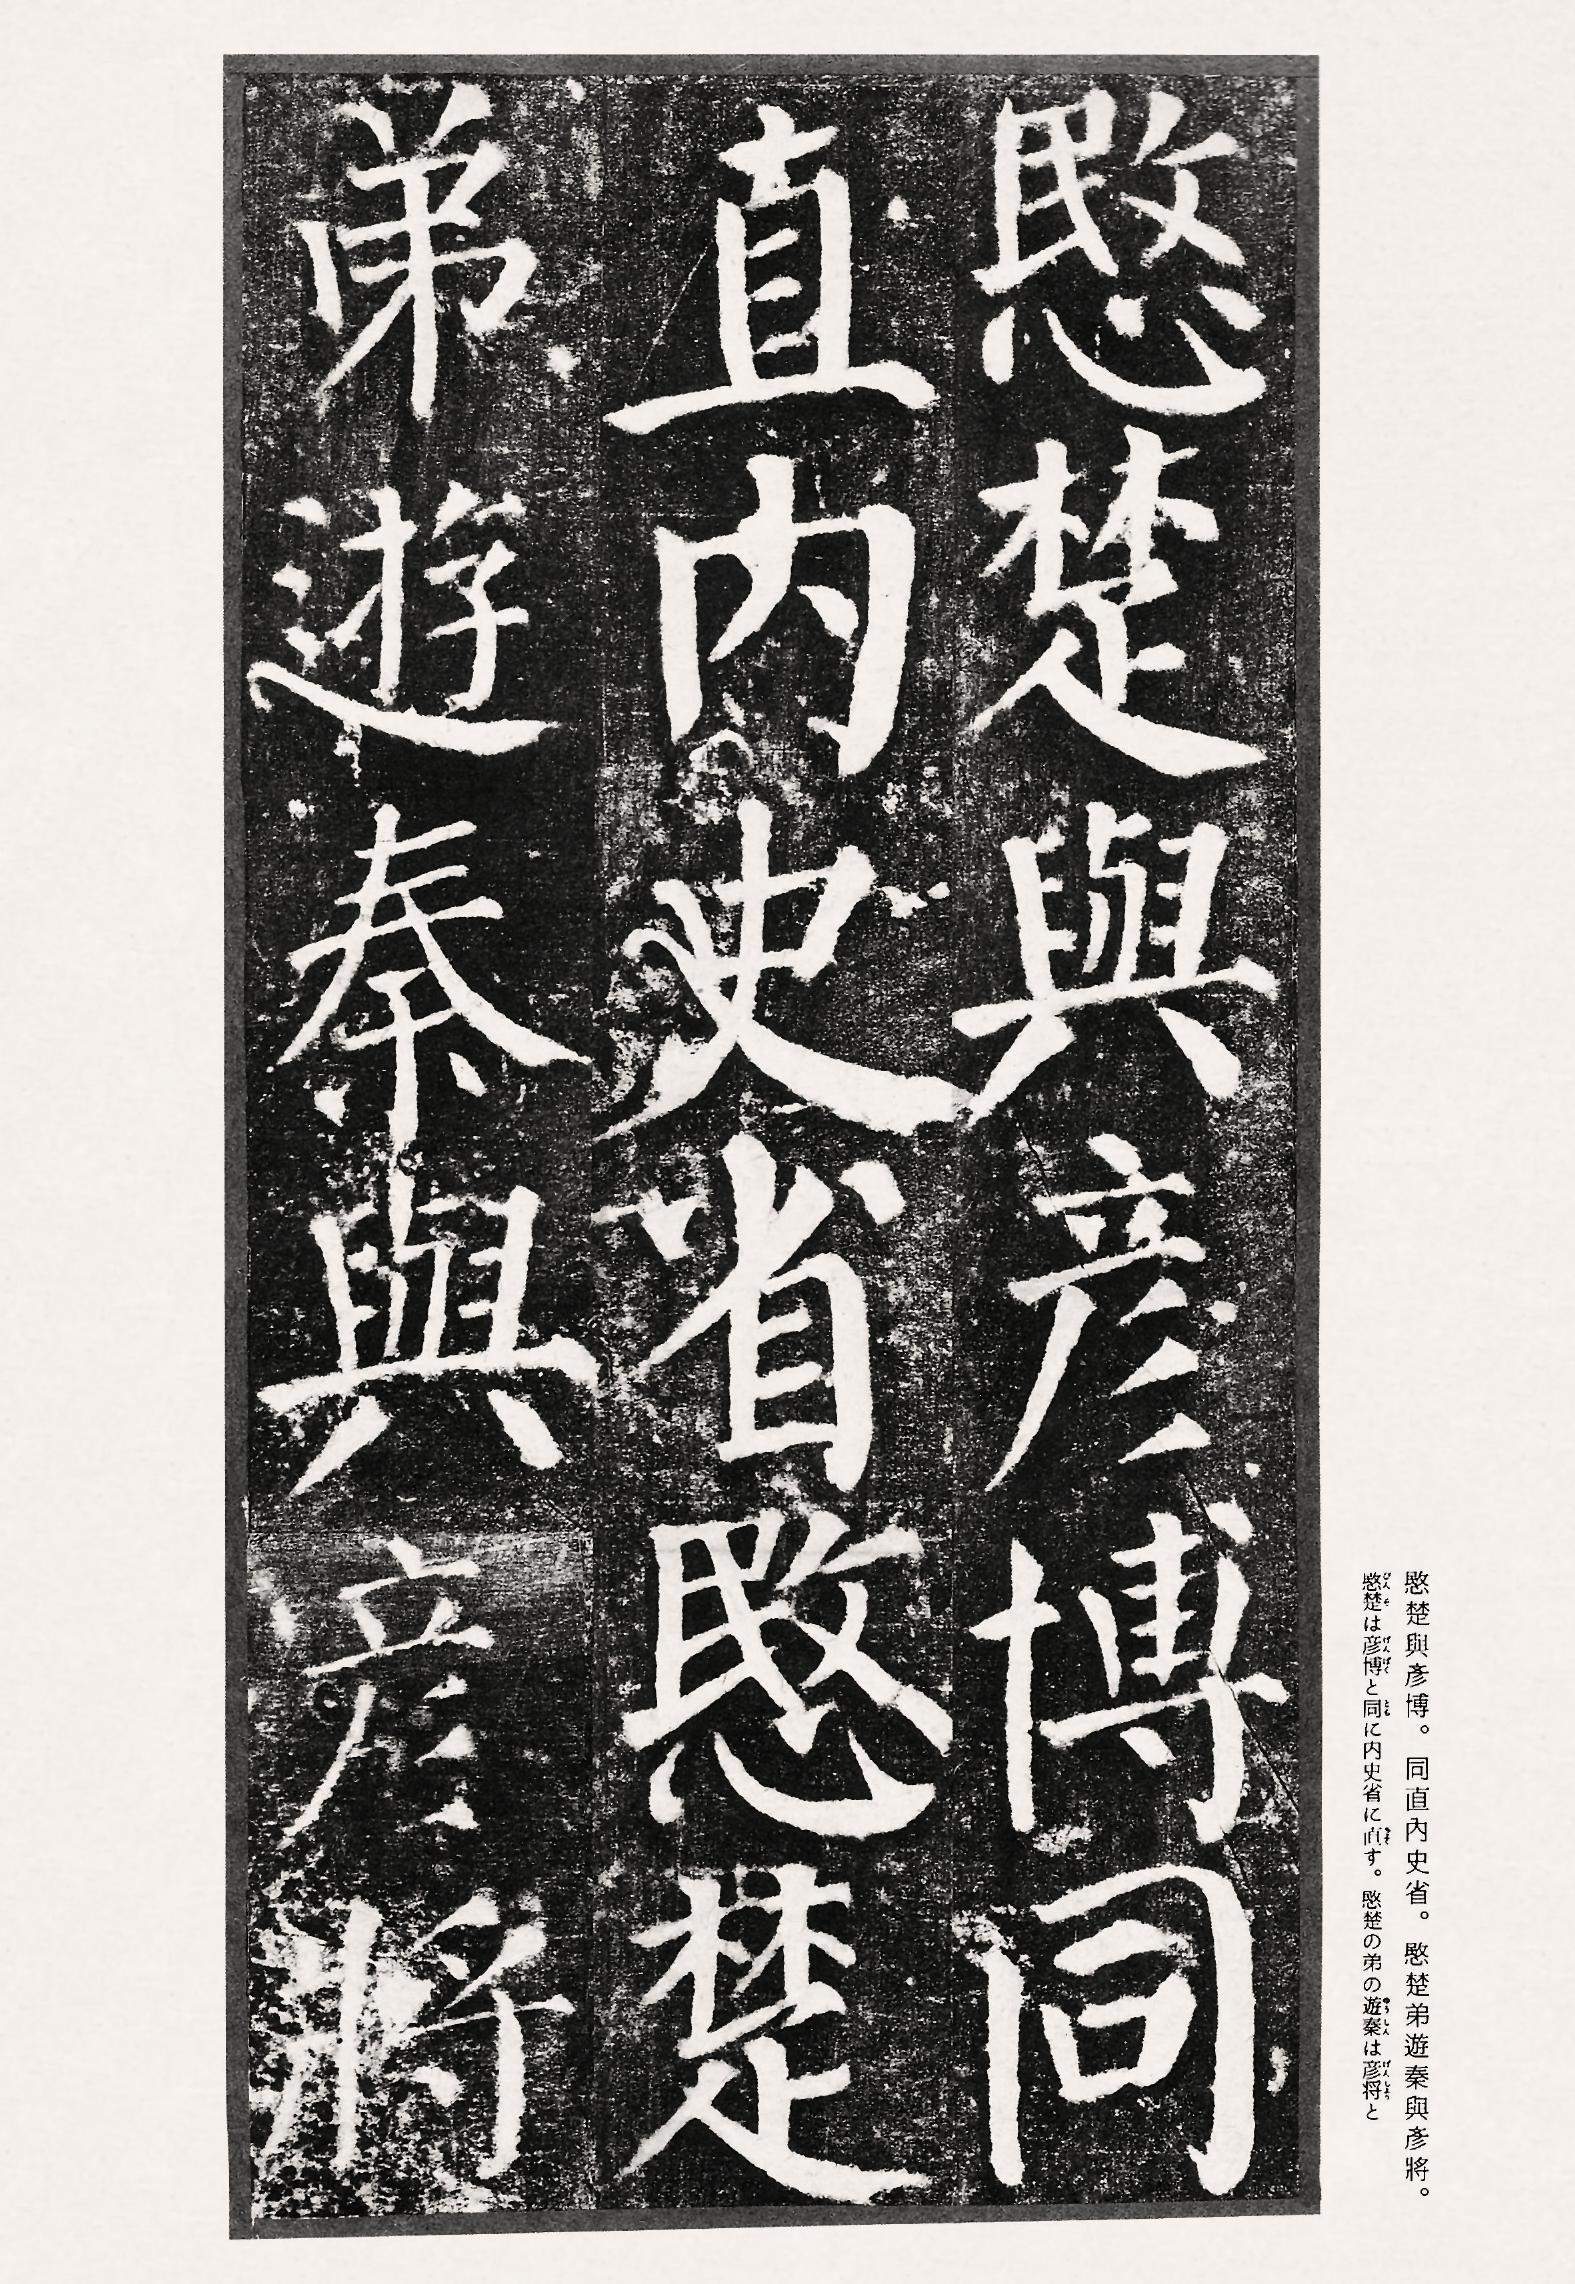 愍楚與彥博。同直內史省。愍楚弟遊秦與彥將。
愍楚は彦博と同に内史省に直す。愍楚の弟の遊秦は彦将と
愍楚與彥博同
直內史省愍楚
弟遊秦與彥將